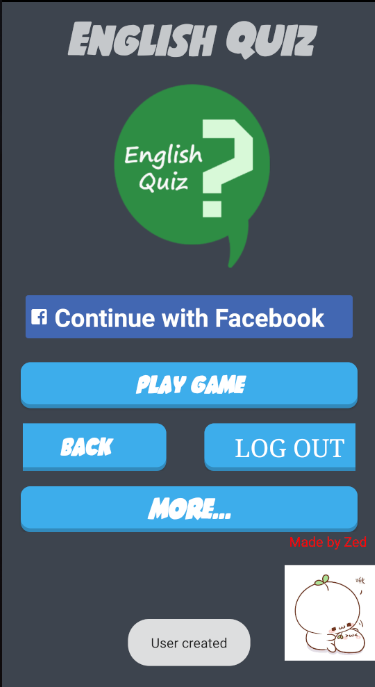 ENGLISH QUIZ
English
Quiz
?
Continue with Facebook
PLAY GAME
BACK
LOG OUT
MORE...
Made by Zed
User created